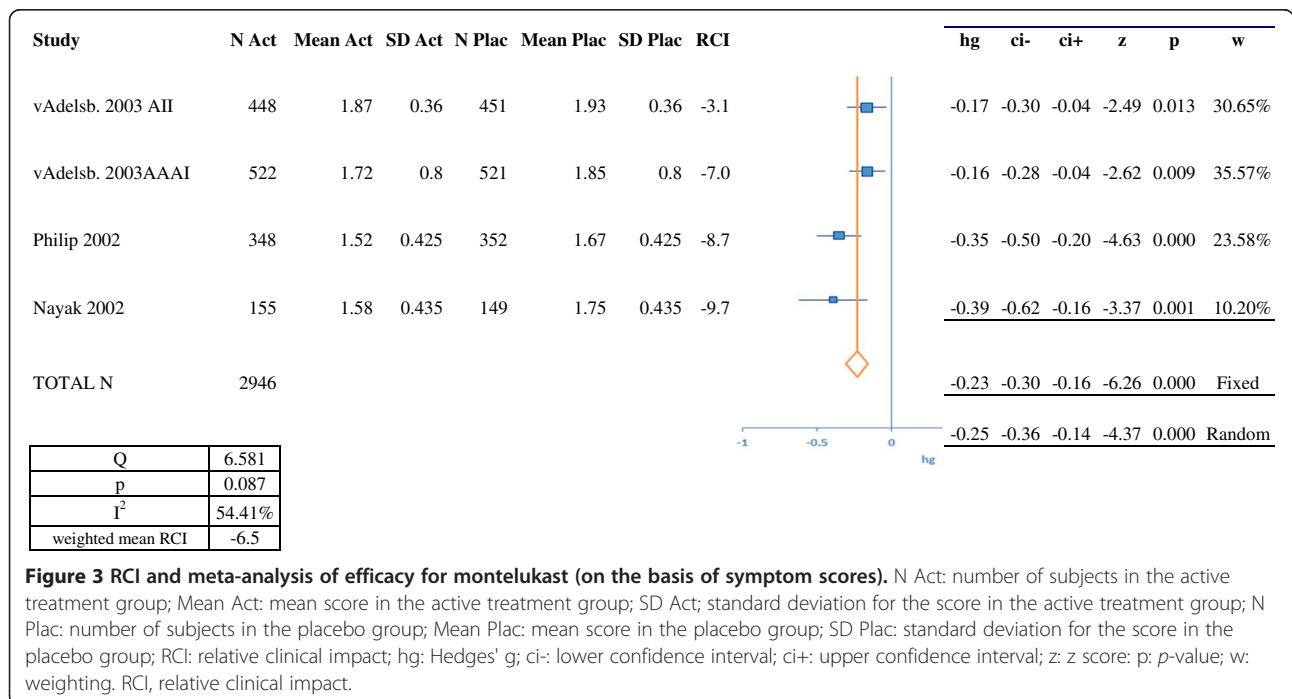 Study N Act Mean Act SD Act N Plac Mean Plac SD Plac RCI hg ci- ci+ z p w
vAdelsb. 2003 AII 448 1.87 0.36 451 1.93 0.36 -3.1 -0.17 -0.30 -0.04 -2.49 0.013 30.65%
vAdelsb. 2003AAAI 522 1.72 0.8 521 1.85 0.8 -7.0 -0.16 -0.28 -0.04 -2.62 0.009 35.57%
Philip 2002 348 1.52 0.425 352 1.67 0.425 -8.7 -0.35 -0.50 -0.20 -4.63 0.000 23.58%
Nayak 2002 155 1.58 0.435 149 1.75 0.435 -9.7 -0.39 -0.62 -0.16 -3.37 0.001 10.20%
TOTAL N 2946 -0.23 -0.30 -0.16 -6.26 0.000 Fixed
-0.25 -0.36 -0.14 -4.37 0.000 Random
-1 -0.5 0
hg
Q 6.581
p 0.087
I² 54.41%
weighted mean RCI -6.5
Figure 3 RCI and meta-analysis of efficacy for montelukast (on the basis of symptom scores). N Act: number of subjects in the active
treatment group; Mean Act: mean score in the active treatment group; SD Act; standard deviation for the score in the active treatment group; N
Plac: number of subjects in the placebo group; Mean Plac: mean score in the placebo group; SD Plac: standard deviation for the score in the
placebo group; RCI: relative clinical impact; hg: Hedges' g; ci-: lower confidence interval; ci+: upper confidence interval; z: z score: p: p-value; w:
weighting. RCI, relative clinical impact.